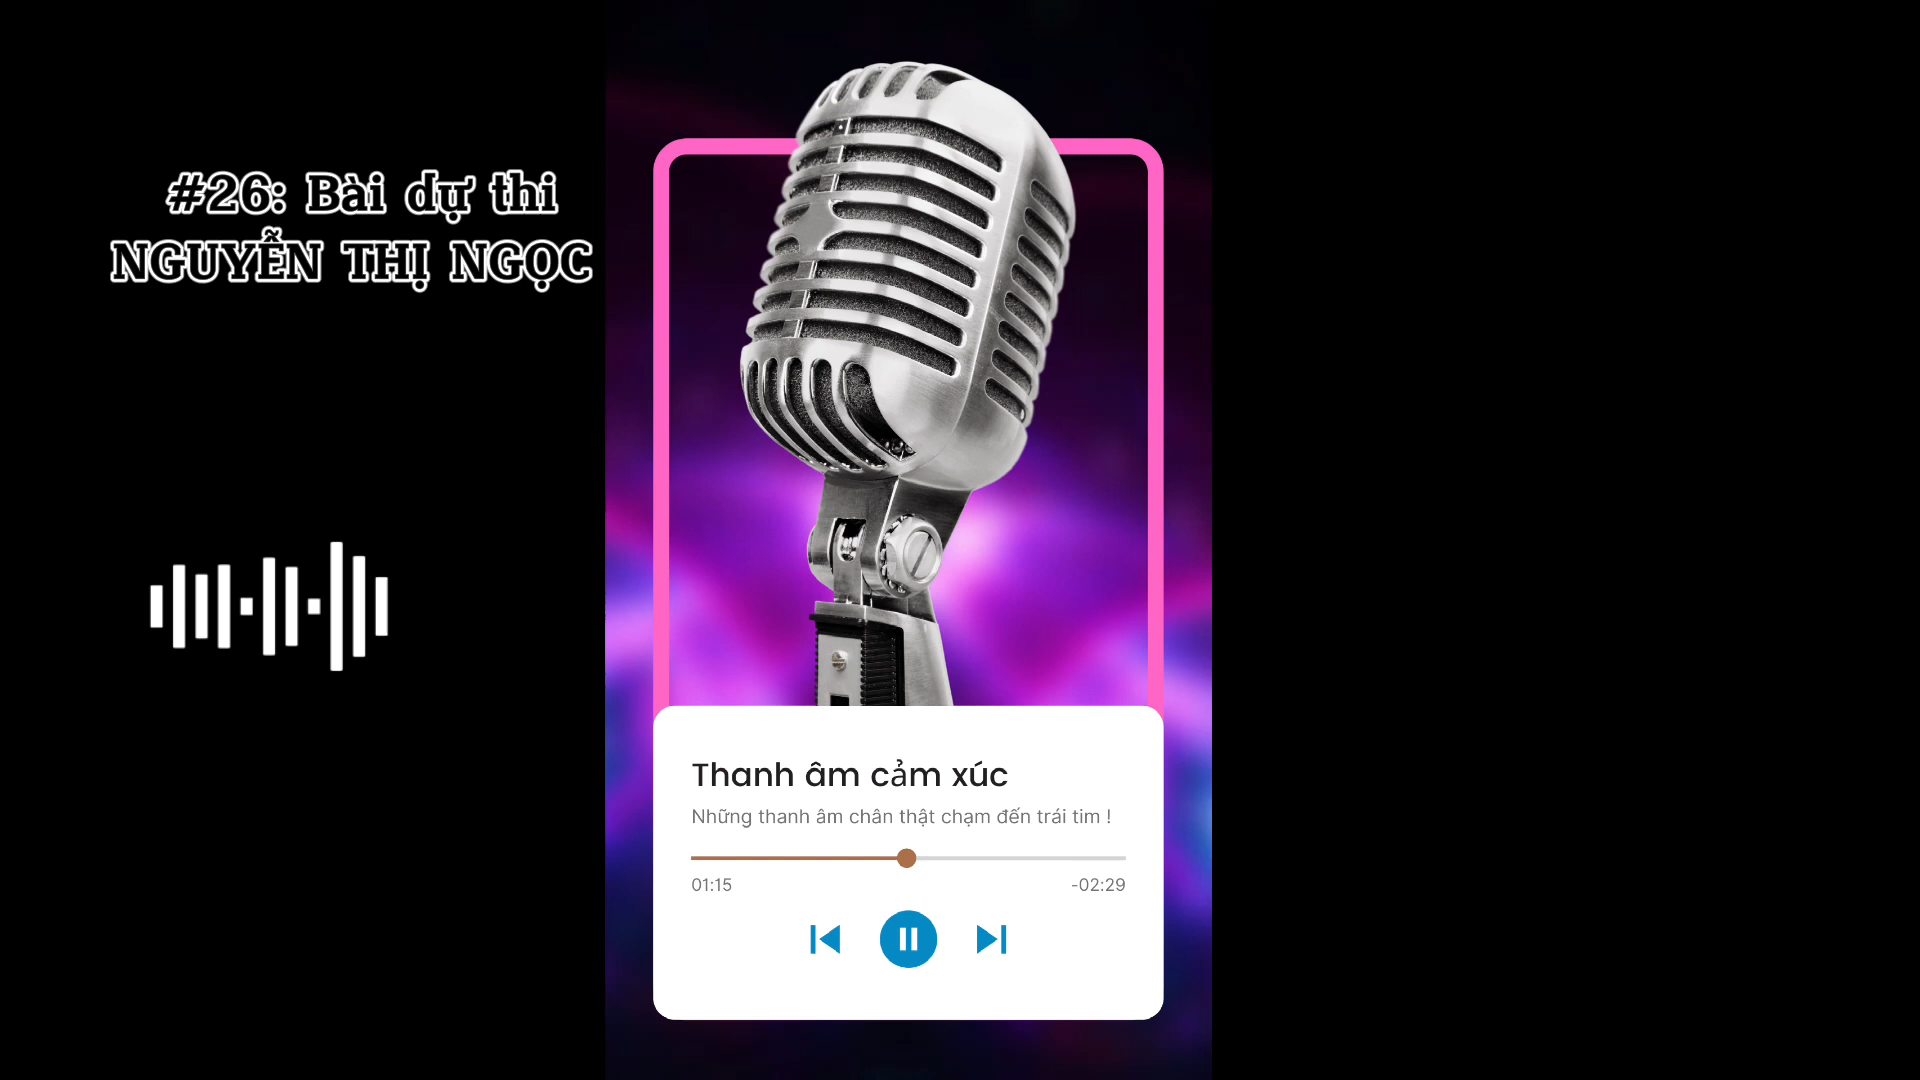 #26: Bài dự thi
NGUYỄN THỊ NGỌC
Thanh âm cảm xúc
Những thanh âm chân thật chạm đến trái tim !
01:15
-02:29